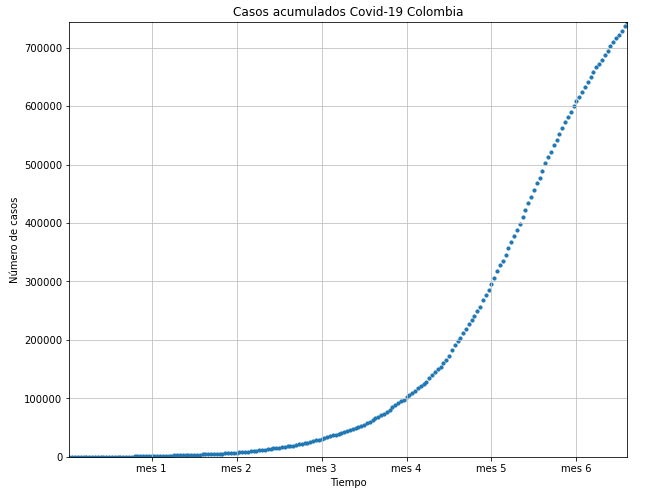 Casos acumulados Covid-19 Colombia
Número de casos
700000
600000
500000
400000
300000
200000
100000
0
mes 1 mes 2 mes 3 mes 4 mes 5 mes 6
Tiempo